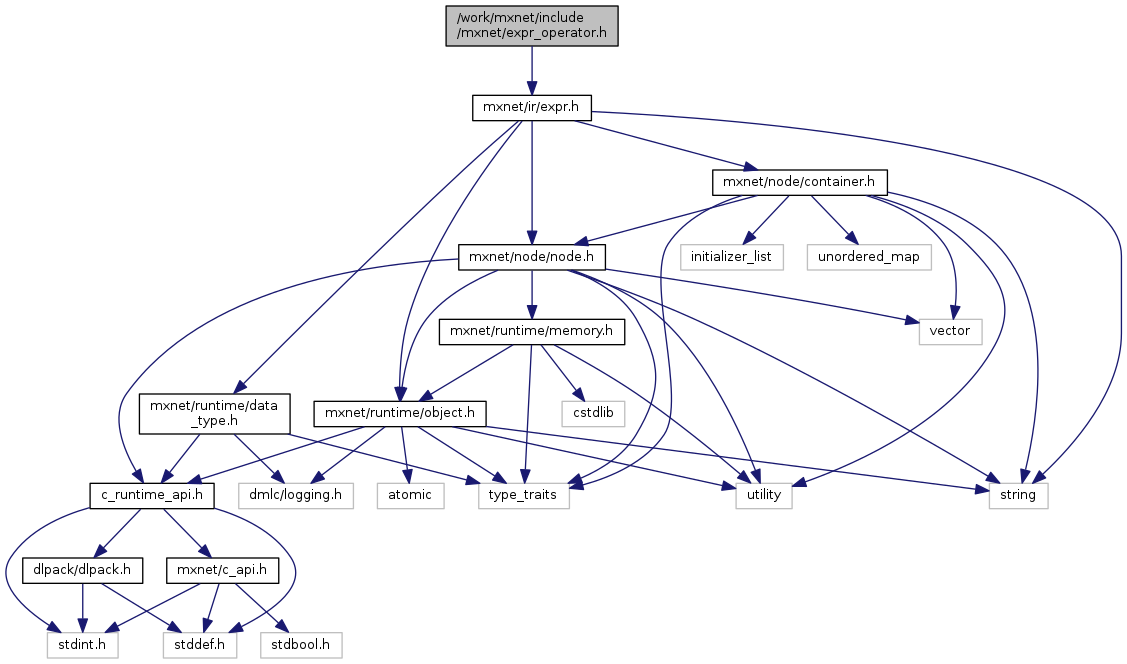 /work/mxnet/include
/mxnet/expr_operator.h
mxnet/ir/expr.h
mxnet/node/container.h
mxnet/node/node.h
initializer_list
unordered_map
mxnet/runtime/memory.h
vector
mxnet/runtime/data
_type.h
mxnet/runtime/object.h
cstdlib
c_runtime_api.h
dmlc/logging.h
atomic
type_traits
utility
string
dlpack/dlpack.h
mxnet/c_api.h
stdint.h
stddef.h
stdbool.h